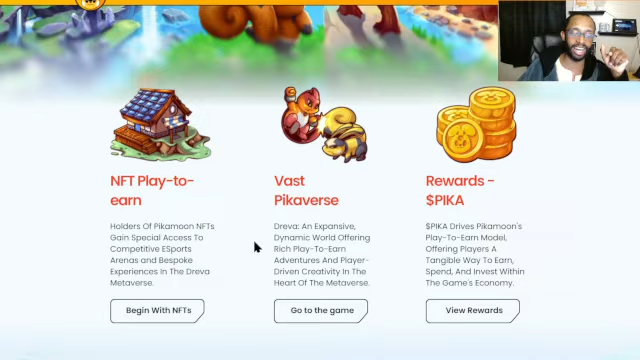 NFT Play-to-
earn
Holders Of Pikamoon NFTs
Gain Special Access To
Competitive ESports
Arenas and Bespoke
Experiences In The Dreva
Metaverse.
Begin With NFTs
Vast
Pikaverse
Dreva: An Expansive,
Dynamic World Offering
Rich Play-To-Earn
Adventures And Player-
Driven Creativity In The
Heart Of The Metaverse.
Go to the game
Rewards -
$PIKA
$PIKA Drives Pikamoon's
Play-To-Earn Model,
Offering Players A
Tangible Way To Earn,
Spend, And Invest Within
The Game's Economy.
View Rewards